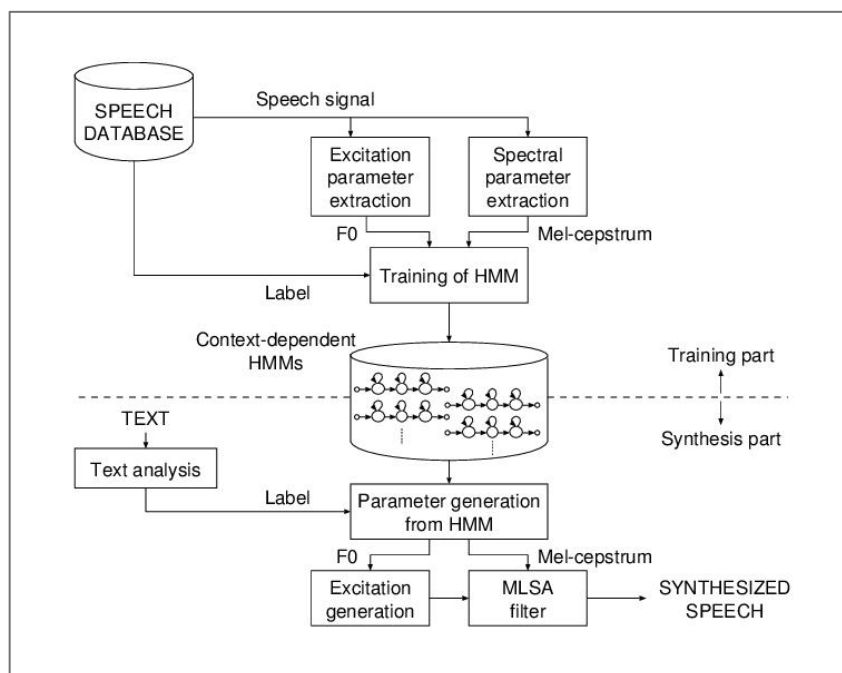 SPEECH
DATABASE
Speech signal
Excitation
parameter
extraction
Spectral
parameter
extraction
F0
Mel-cepstrum
Training of HMM
Label
Context-dependent
HMMs
Training part
Synthesis part
TEXT
Text analysis
Label
Parameter generation
from HMM
F0
Mel-cepstrum
Excitation
generation
MLSA
filter
SYNTHESIZED
SPEECH